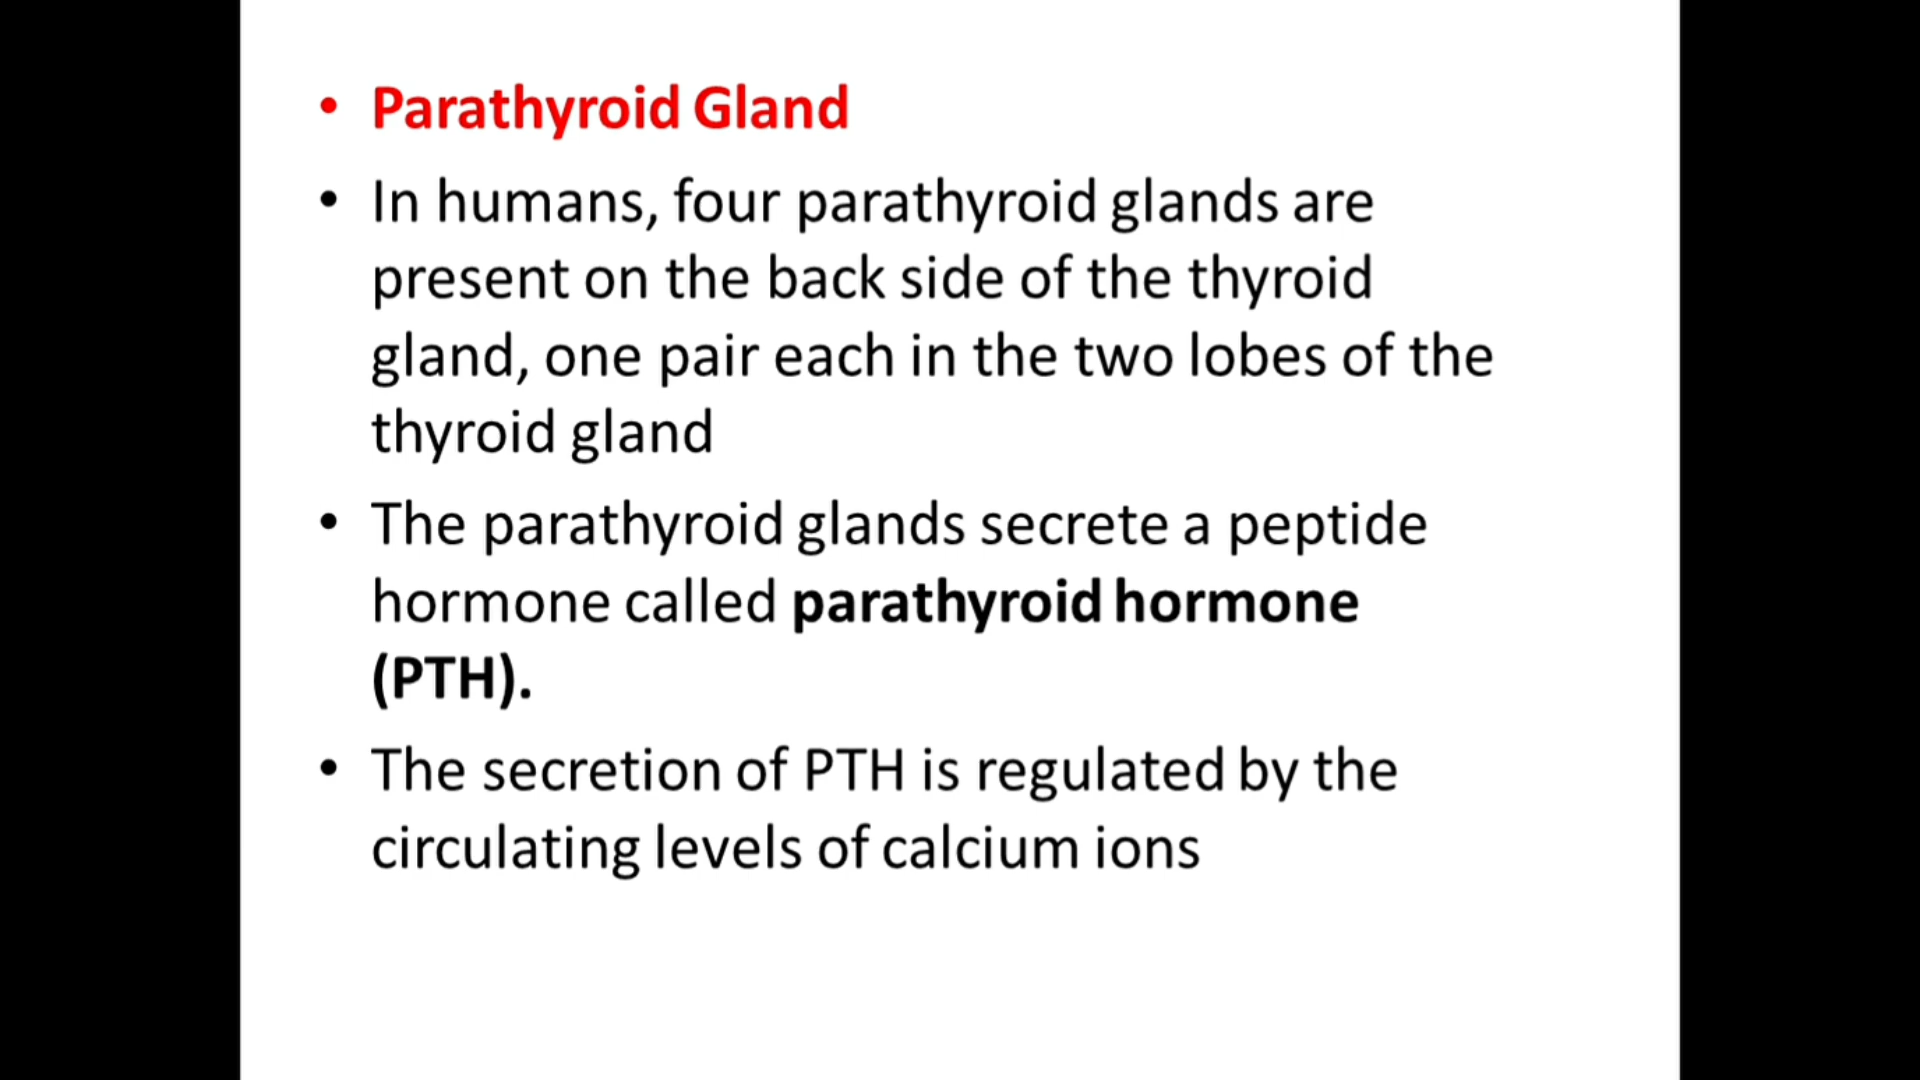 • Parathyroid Gland
• In humans, four parathyroid glands are
present on the back side of the thyroid
gland, one pair each in the two lobes of the
thyroid gland
• The parathyroid glands secrete a peptide
hormone called parathyroid hormone
(PTH).
• The secretion of PTH is regulated by the
circulating levels of calcium ions